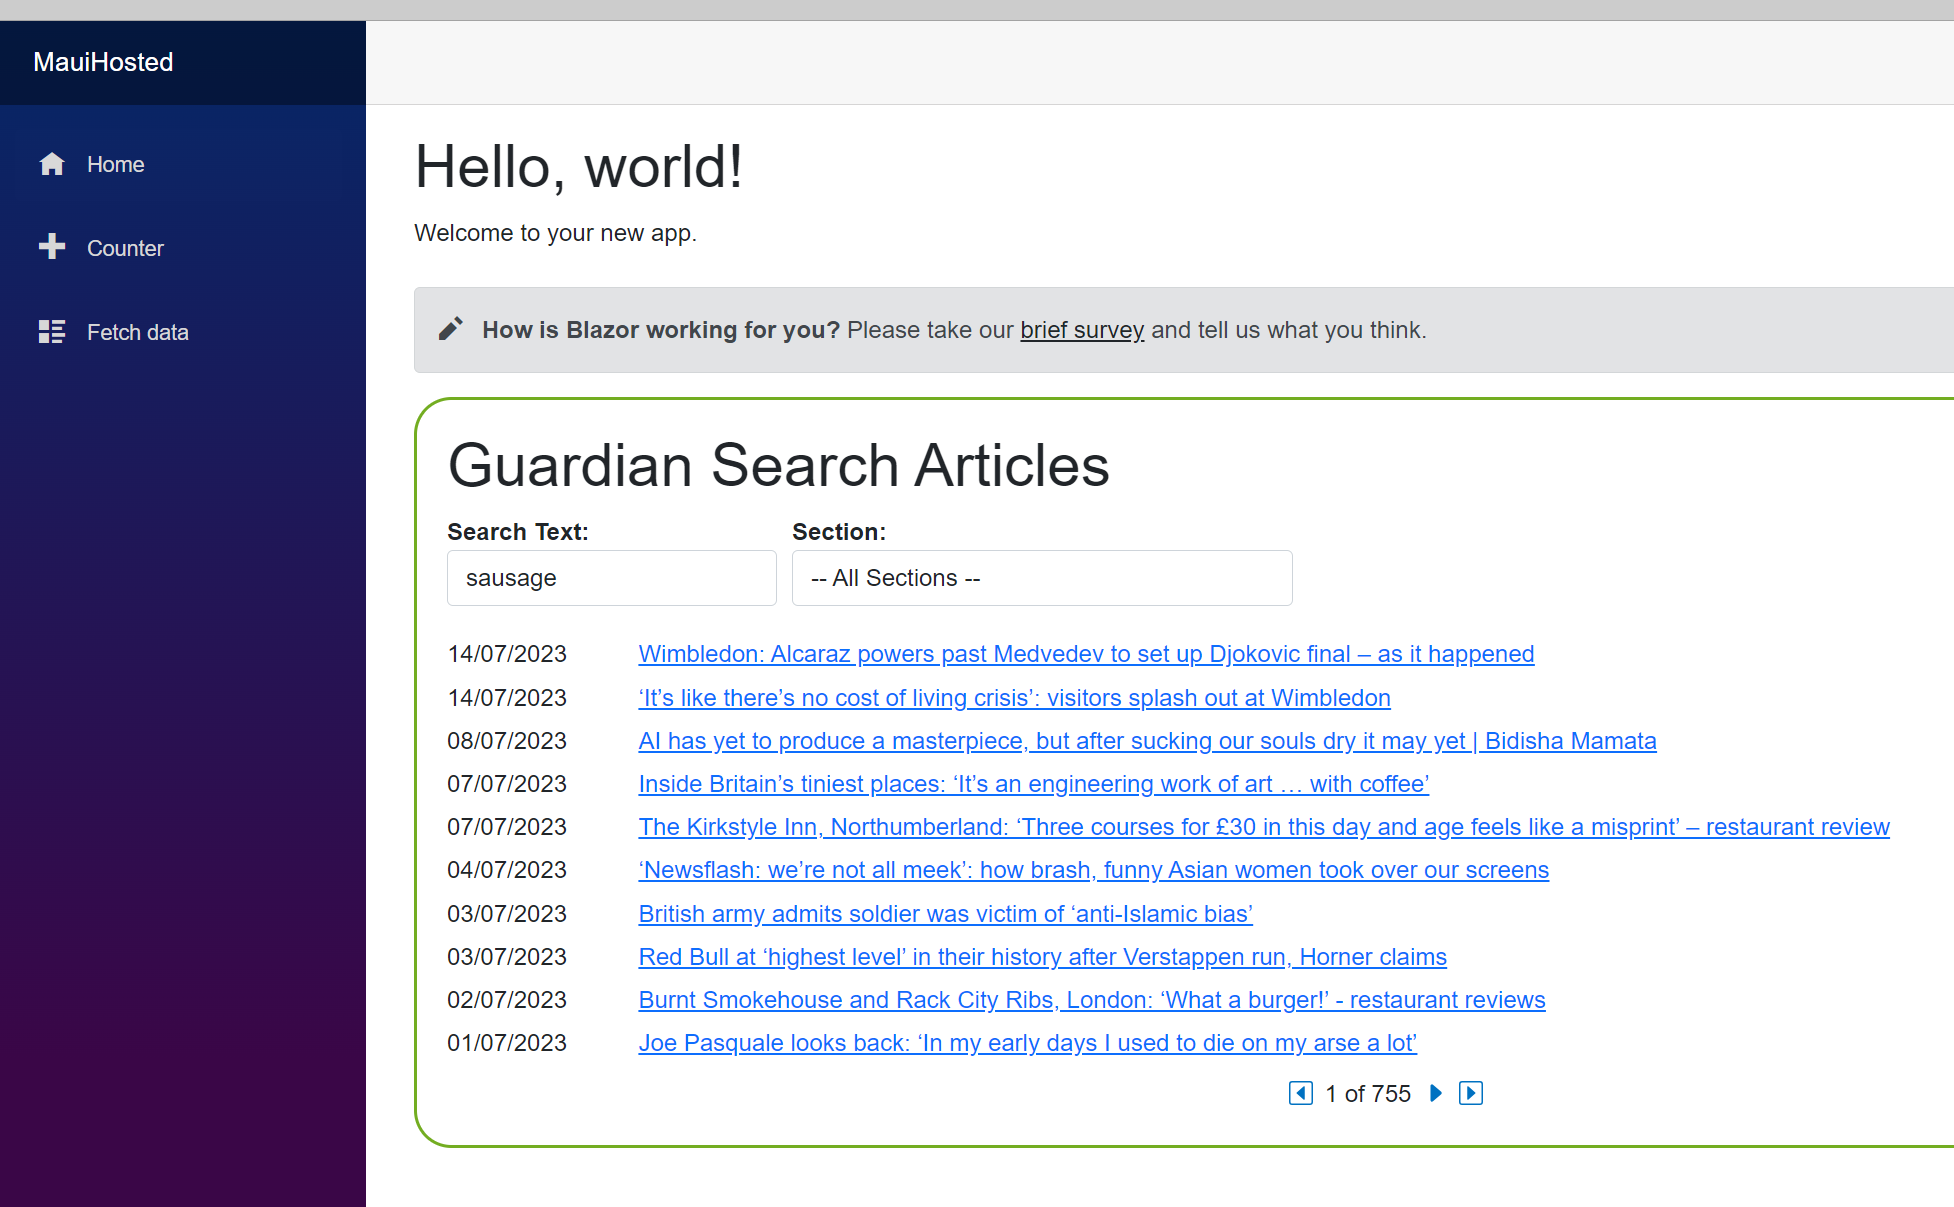 MauiHosted
Home
Counter
Fetch data
Hello, world!
Welcome to your new app.
How is Blazor working for you? Please take our brief survey and tell us what you think.
Guardian Search Articles
Search Text: Section:
sausage -- All Sections --
14/07/2023 Wimbledon: Alcaraz powers past Medvedev to set up Djokovic final – as it happened
14/07/2023 ‘It’s like there’s no cost of living crisis’: visitors splash out at Wimbledon
08/07/2023 AI has yet to produce a masterpiece, but after sucking our souls dry it may yet | Bidisha Mamata
07/07/2023 Inside Britain’s tiniest places: ‘It’s an engineering work of art … with coffee’
07/07/2023 The Kirkstyle Inn, Northumberland: ‘Three courses for £30 in this day and age feels like a misprint’ – restaurant review
04/07/2023 ‘Newsflash: we’re not all meek’: how brash, funny Asian women took over our screens
03/07/2023 British army admits soldier was victim of ‘anti-Islamic bias’
03/07/2023 Red Bull at ‘highest level’ in their history after Verstappen run, Horner claims
02/07/2023 Burnt Smokehouse and Rack City Ribs, London: ‘What a burger!’ - restaurant reviews
01/07/2023 Joe Pasquale looks back: ‘In my early days I used to die on my arse a lot’
1 of 755